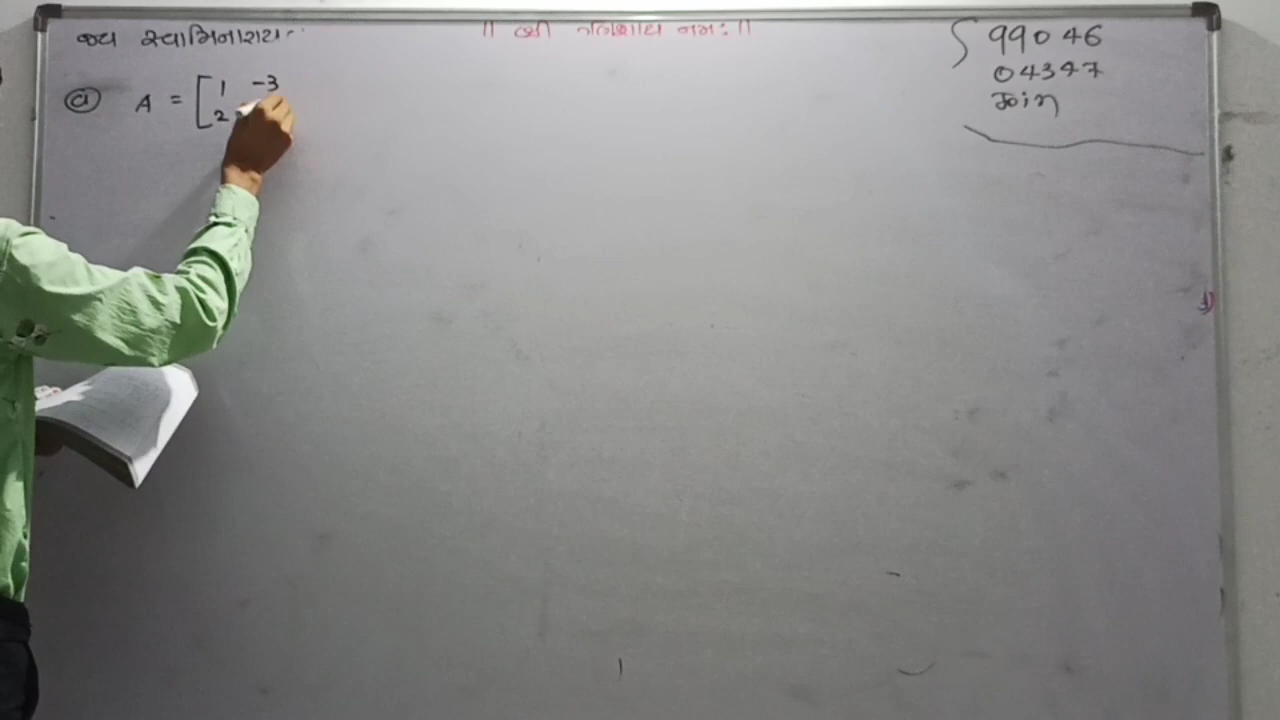 જય સ્વામિનારાયણ
|| શ્રી ગણેશાય નમઃ ||
99046
04347
Join
a A = [ 1 -3
2